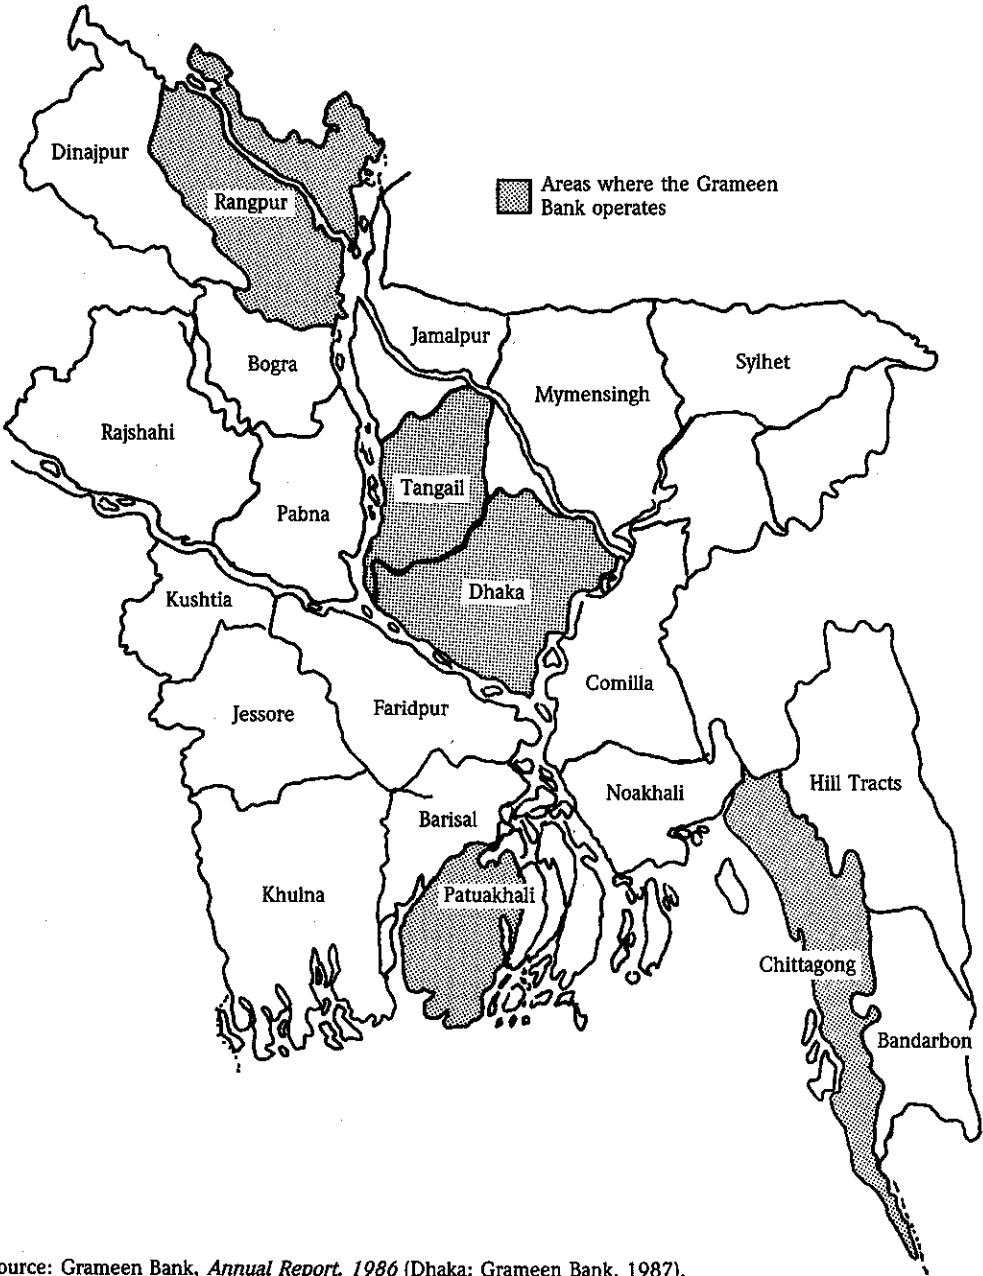 Dinajpur
Rangpur
Areas where the Grameen
Bank operates
Jamalpur
Bogra
Mymensingh
Sylhet
Rajshahi
Tangail
Pabna
Dhaka
Kushtia
Comilla
Jessore
Faridpur
Hill Tracts
Noakhali
Barisal
Khulna
Patuakhali
Chittagong
Bandarbon
ource: Grameen Bank, Annual Report, 1986 (Dhaka: Grameen Bank, 1987).